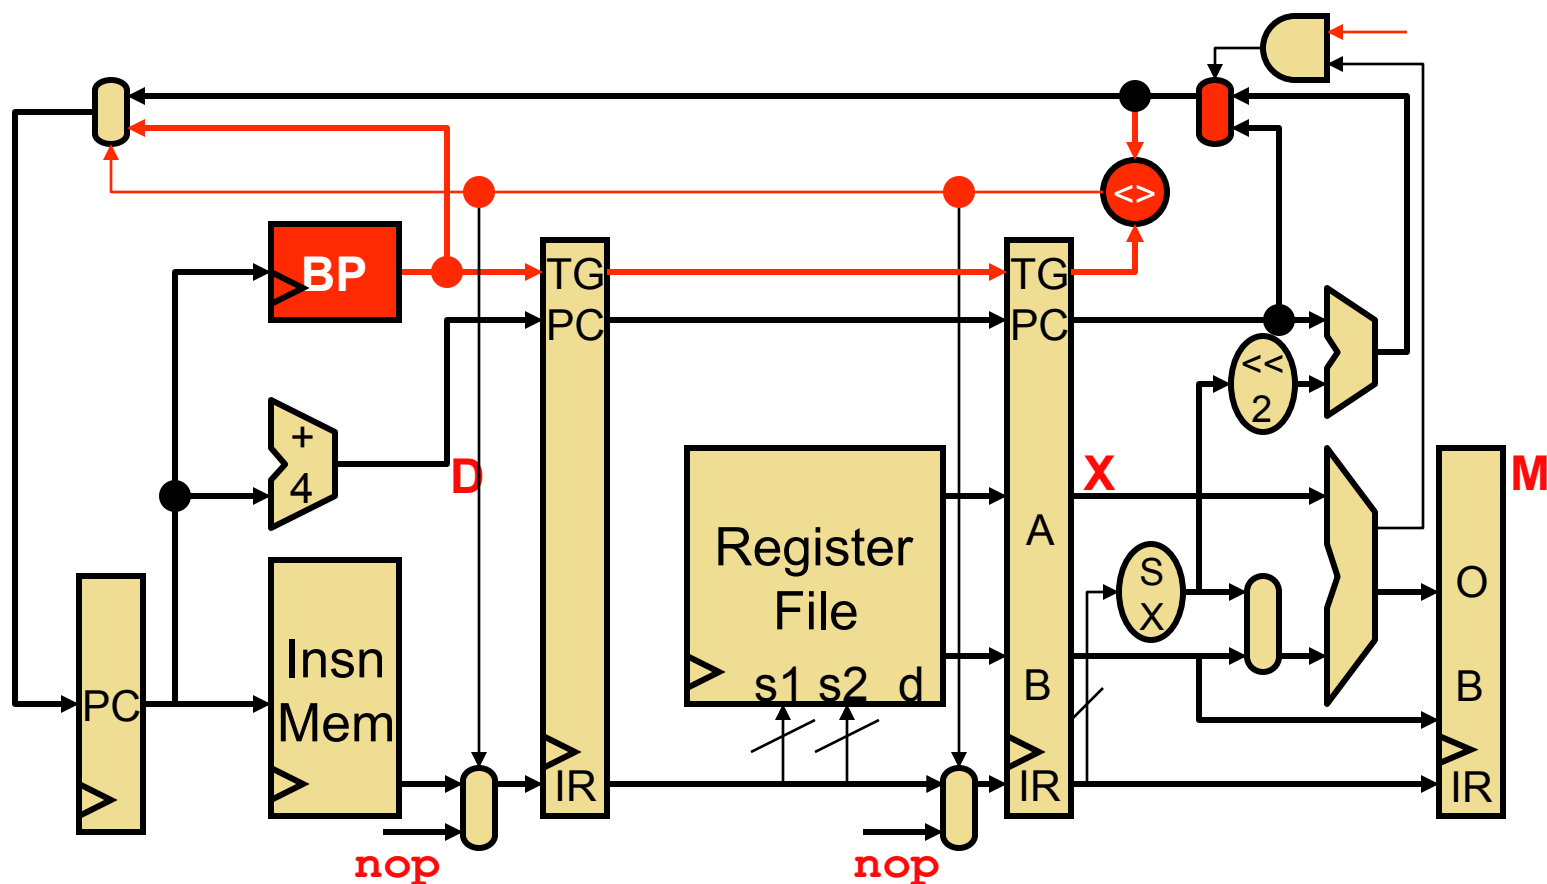 <>
BP
TG
TG
PC
PC
<<
2
+
4
D
X
M
Register
File
A
S
X
O
Insn
Mem
PC
s1 s2 d
B
B
IR
IR
IR
nop
nop